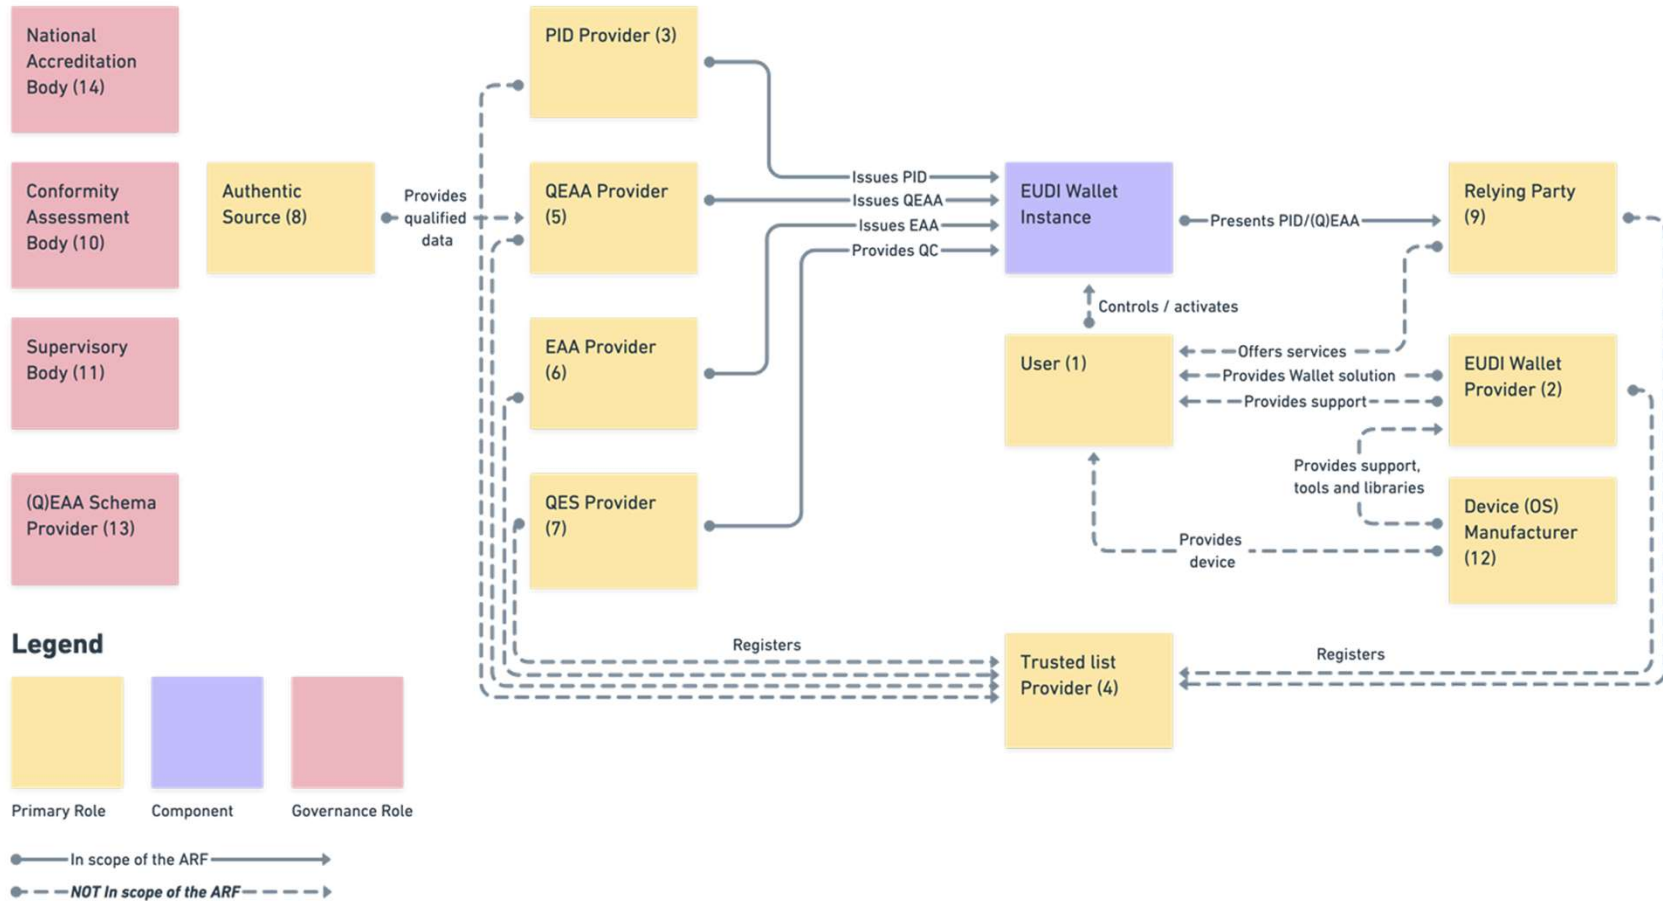 National
Accreditation
Body (14)
PID Provider (3)
Conformity
Assessment
Body (10)
Authentic
Source (8)
Provides
qualified
data
QEAA Provider
(5)
Issues PID
Issues QEAA
Issues EAA
Provides QC
EUDI Wallet
Instance
Presents PID/(Q)EAA
Relying Party
(9)
Controls / activates
Supervisory
Body (11)
EAA Provider
(6)
User (1)
Offers services
Provides Wallet solution
Provides support
EUDI Wallet
Provider (2)
(Q)EAA Schema
Provider (13)
QES Provider
(7)
Provides support,
tools and libraries
Provides
device
Device (OS)
Manufacturer
(12)
Registers
Trusted list
Provider (4)
Registers
Legend
Primary Role
Component
Governance Role
In scope of the ARF
NOT In scope of the ARF